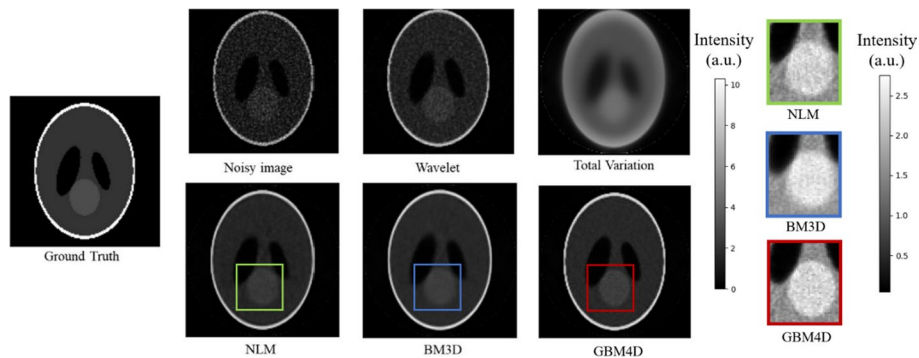 Ground Truth
Noisy image
Wavelet
Total Variation
NLM
BM3D
GBM4D
Intensity
(a.u.)
10
8
6
4
2
0
NLM
BM3D
GBM4D
Intensity
(a.u.)
2.5
2.0
1.5
1.0
0.5